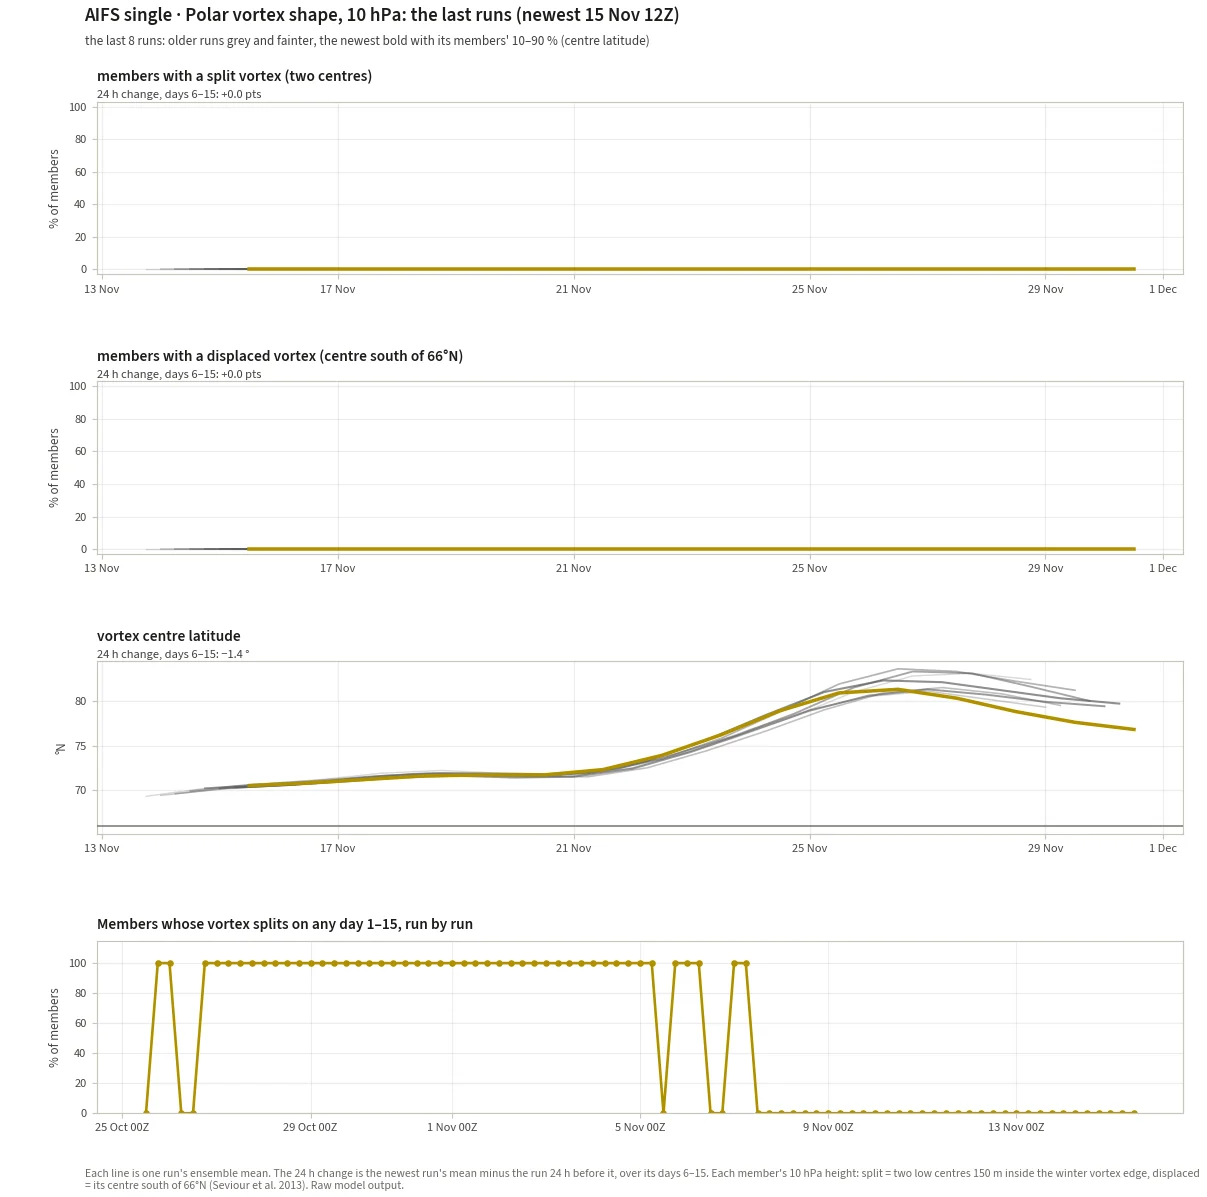 AIFS single · Polar vortex shape, 10 hPa: the last runs (newest 15 Nov 12Z)
the last 8 runs: older runs grey and fainter, the newest bold with its members' 10–90 % (centre latitude)
members with a split vortex (two centres)
24 h change, days 6–15: +0.0 pts
100
80
60
40
20
0
% of members
13 Nov 17 Nov 21 Nov 25 Nov 29 Nov 1 Dec
members with a displaced vortex (centre south of 66°N)
24 h change, days 6–15: +0.0 pts
100
80
60
40
20
0
% of members
13 Nov 17 Nov 21 Nov 25 Nov 29 Nov 1 Dec
vortex centre latitude
24 h change, days 6–15: −1.4 °
80
75
70
°N
13 Nov 17 Nov 21 Nov 25 Nov 29 Nov 1 Dec
Members whose vortex splits on any day 1–15, run by run
100
80
60
40
20
0
% of members
25 Oct 00Z 29 Oct 00Z 1 Nov 00Z 5 Nov 00Z 9 Nov 00Z 13 Nov 00Z
Each line is one run's ensemble mean. The 24 h change is the newest run's mean minus the run 24 h before it, over its days 6–15. Each member's 10 hPa height: split = two low centres 150 m inside the winter vortex edge, displaced
= its centre south of 66°N (Seviour et al. 2013). Raw model output.